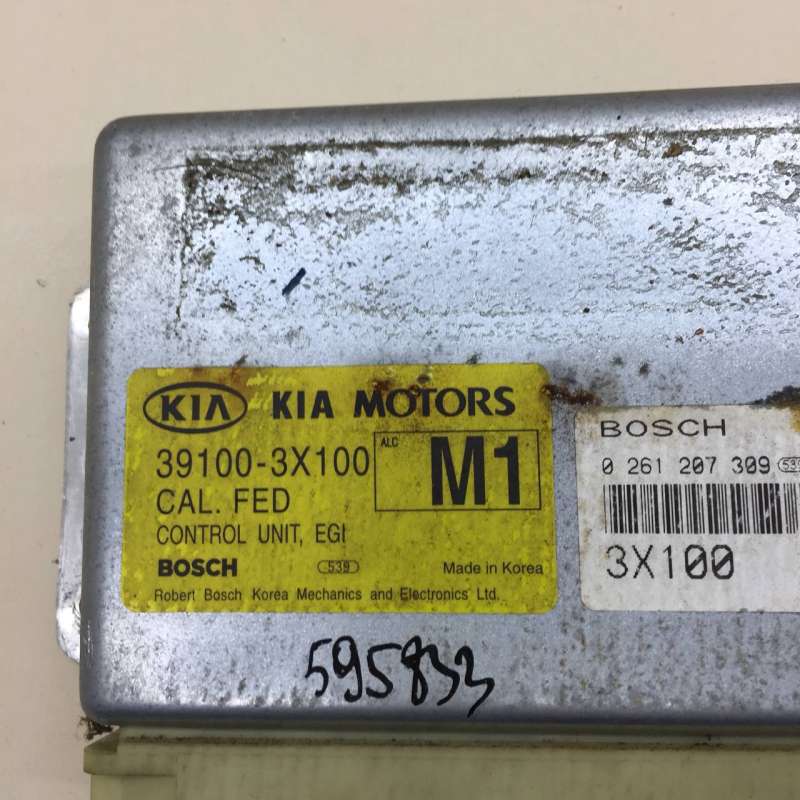 KIA KIA MOTORS
39100-3X100
ALC
M1
CAL. FED
CONTROL UNIT, EGI
BOSCH 539 Made in Korea
Robert Bosch Korea Mechanics and Electronics Ltd.
BOSCH
0 261 207 309 539
3X100
595833